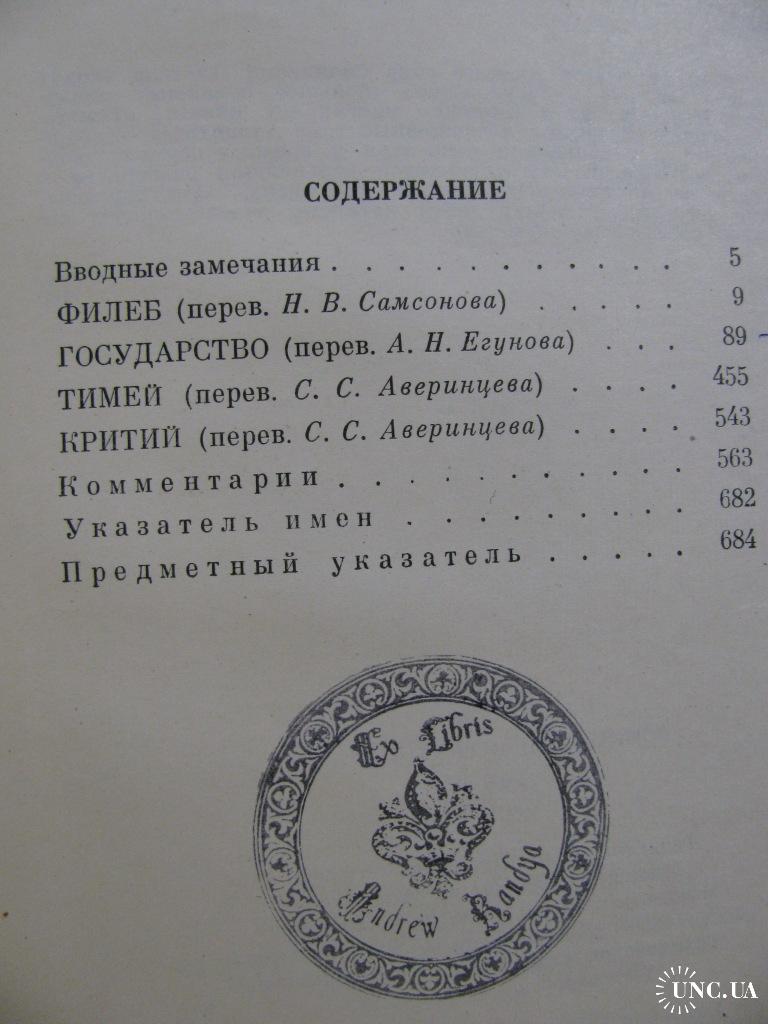 СОДЕРЖАНИЕ
Вводные замечания . . . . . . . . . . . 5
ФИЛЕБ (перев. Н. В. Самсонова) . . . . . 9
ГОСУДАРСТВО (перев. А. Н. Егунова) . . . 89
ТИМЕЙ (перев. С. С. Аверинцева) . . . . 455
КРИТИЙ (перев. С. С. Аверинцева) . . . . 543
Комментарии . . . . . . . . . . . 563
Указатель имен . . . . . . . . . 682
Предметный указатель . . . . . 684
Ex Libris
Andrew Kandya
UNC.UA